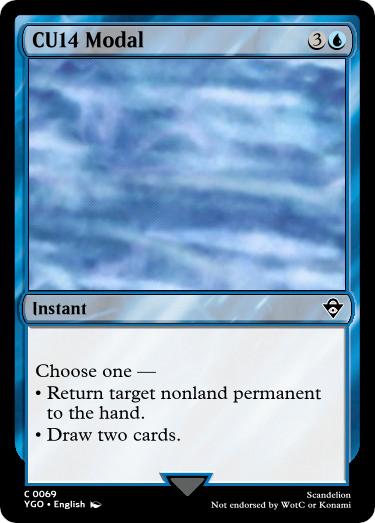 CU14 Modal
3
Instant
Choose one —
• Return target nonland permanent
to the hand.
• Draw two cards.
C 0069
YGO • English
Scandelion
Not endorsed by WotC or Konami